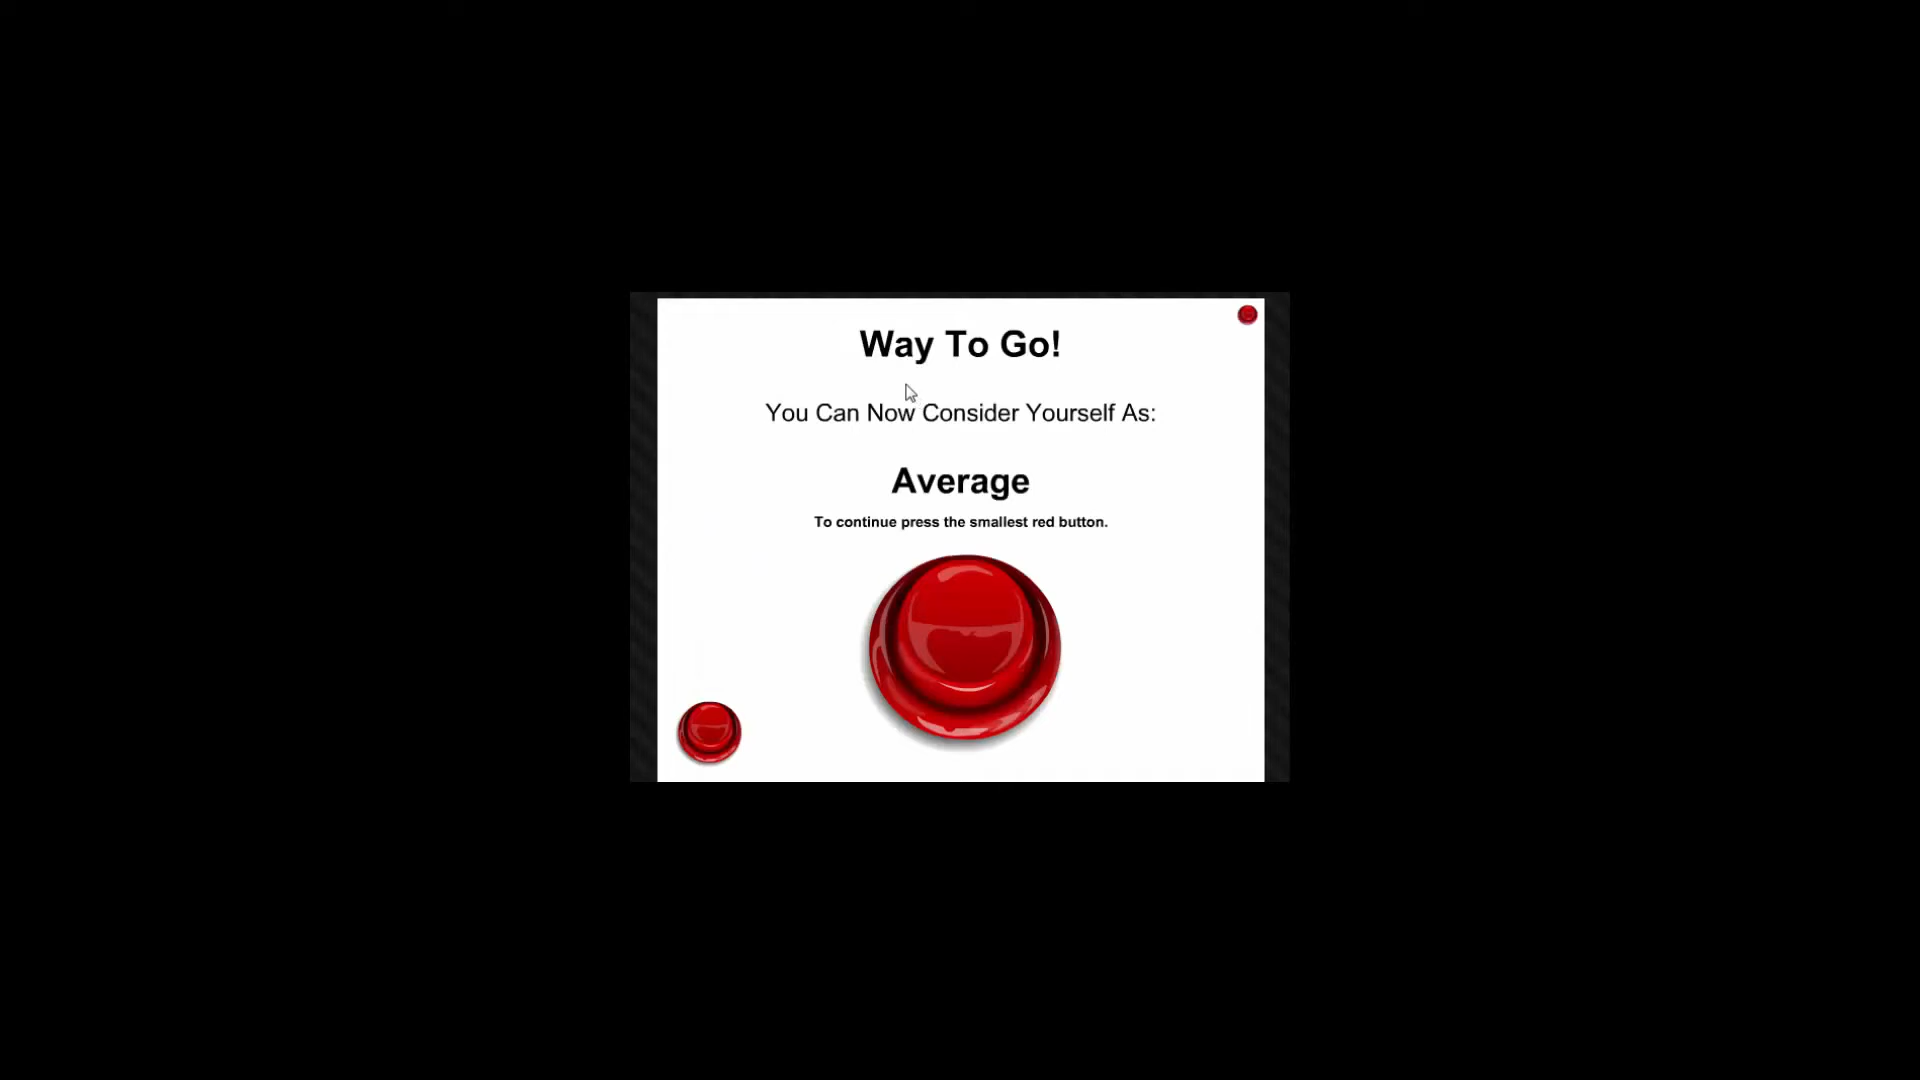 Way To Go!
You Can Now Consider Yourself As:
Average
To continue press the smallest red button.